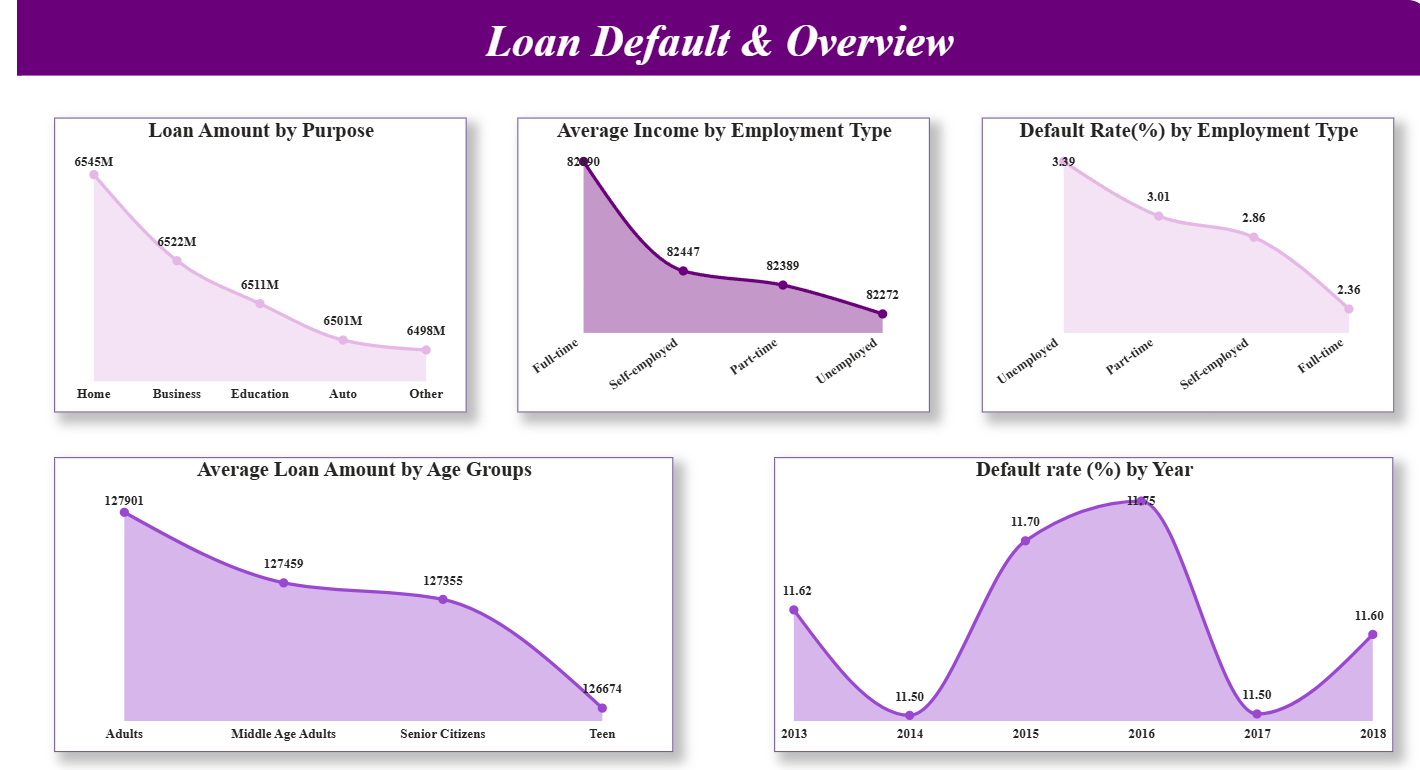 Loan Default & Overview
Loan Amount by Purpose
6545M
6522M
6511M
6501M
6498M
Home Business Education Auto Other
Average Income by Employment Type
82447
82389
82272
Full-time Self-employed Part-time Unemployed
Default Rate(%) by Employment Type
3.39
3.01
2.86
2.36
Unemployed Part-time Self-employed Full-time
Average Loan Amount by Age Groups
127901
127459
127355
126674
Adults Middle Age Adults Senior Citizens Teen
Default rate (%) by Year
11.62
11.50
11.70
11.75
11.50
11.60
2013 2014 2015 2016 2017 2018